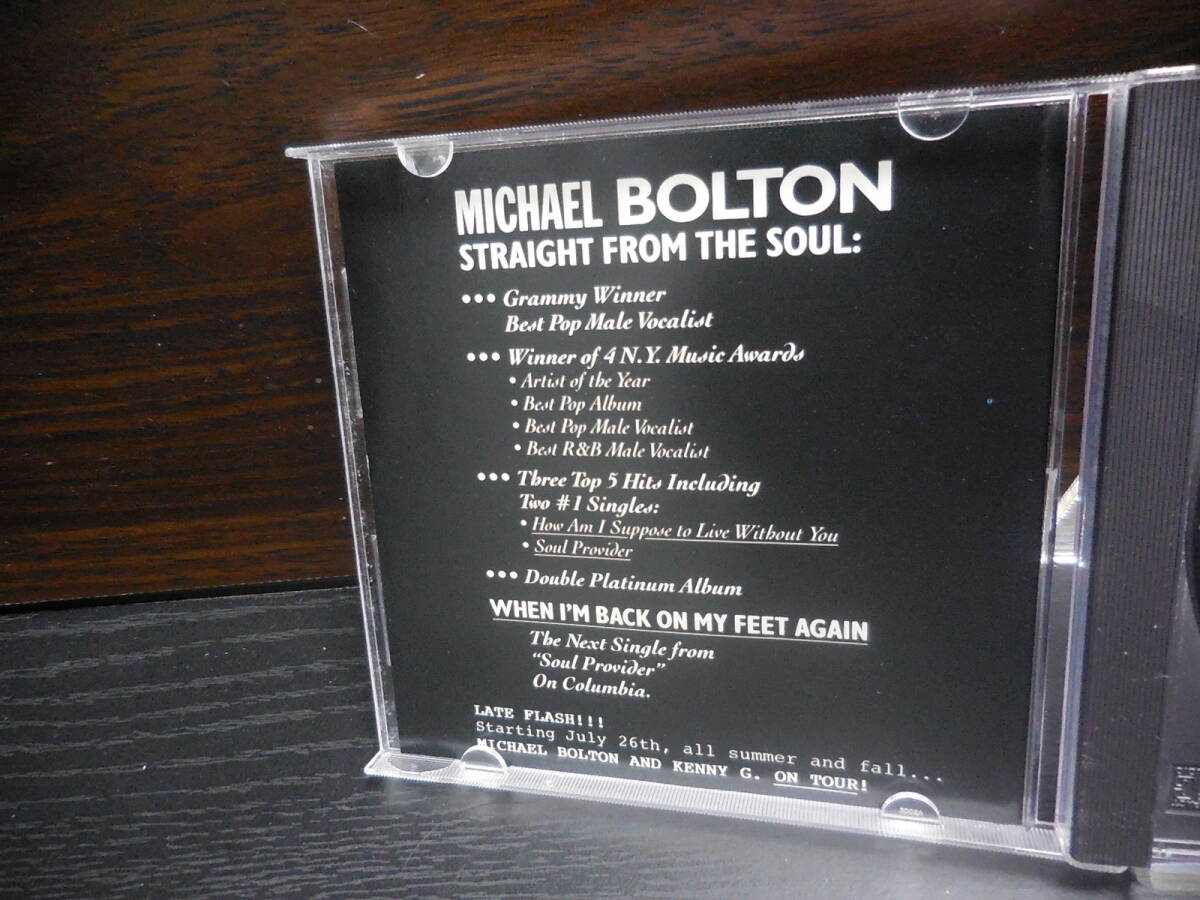 MICHAEL BOLTON
STRAIGHT FROM THE SOUL:
••• Grammy Winner
Best Pop Male Vocalist
••• Winner of 4 N.Y. Music Awards
• Artist of the Year
• Best Pop Album
• Best Pop Male Vocalist
• Best R&B Male Vocalist
••• Three Top 5 Hits Including
Two #1 Singles:
• How Am I Suppose to Live Without You
• Soul Provider
••• Double Platinum Album
WHEN I'M BACK ON MY FEET AGAIN
The Next Single from
"Soul Provider"
On Columbia.
LATE FLASH!!!
Starting July 26th, all summer and fall...
MICHAEL BOLTON AND KENNY G. ON TOUR!